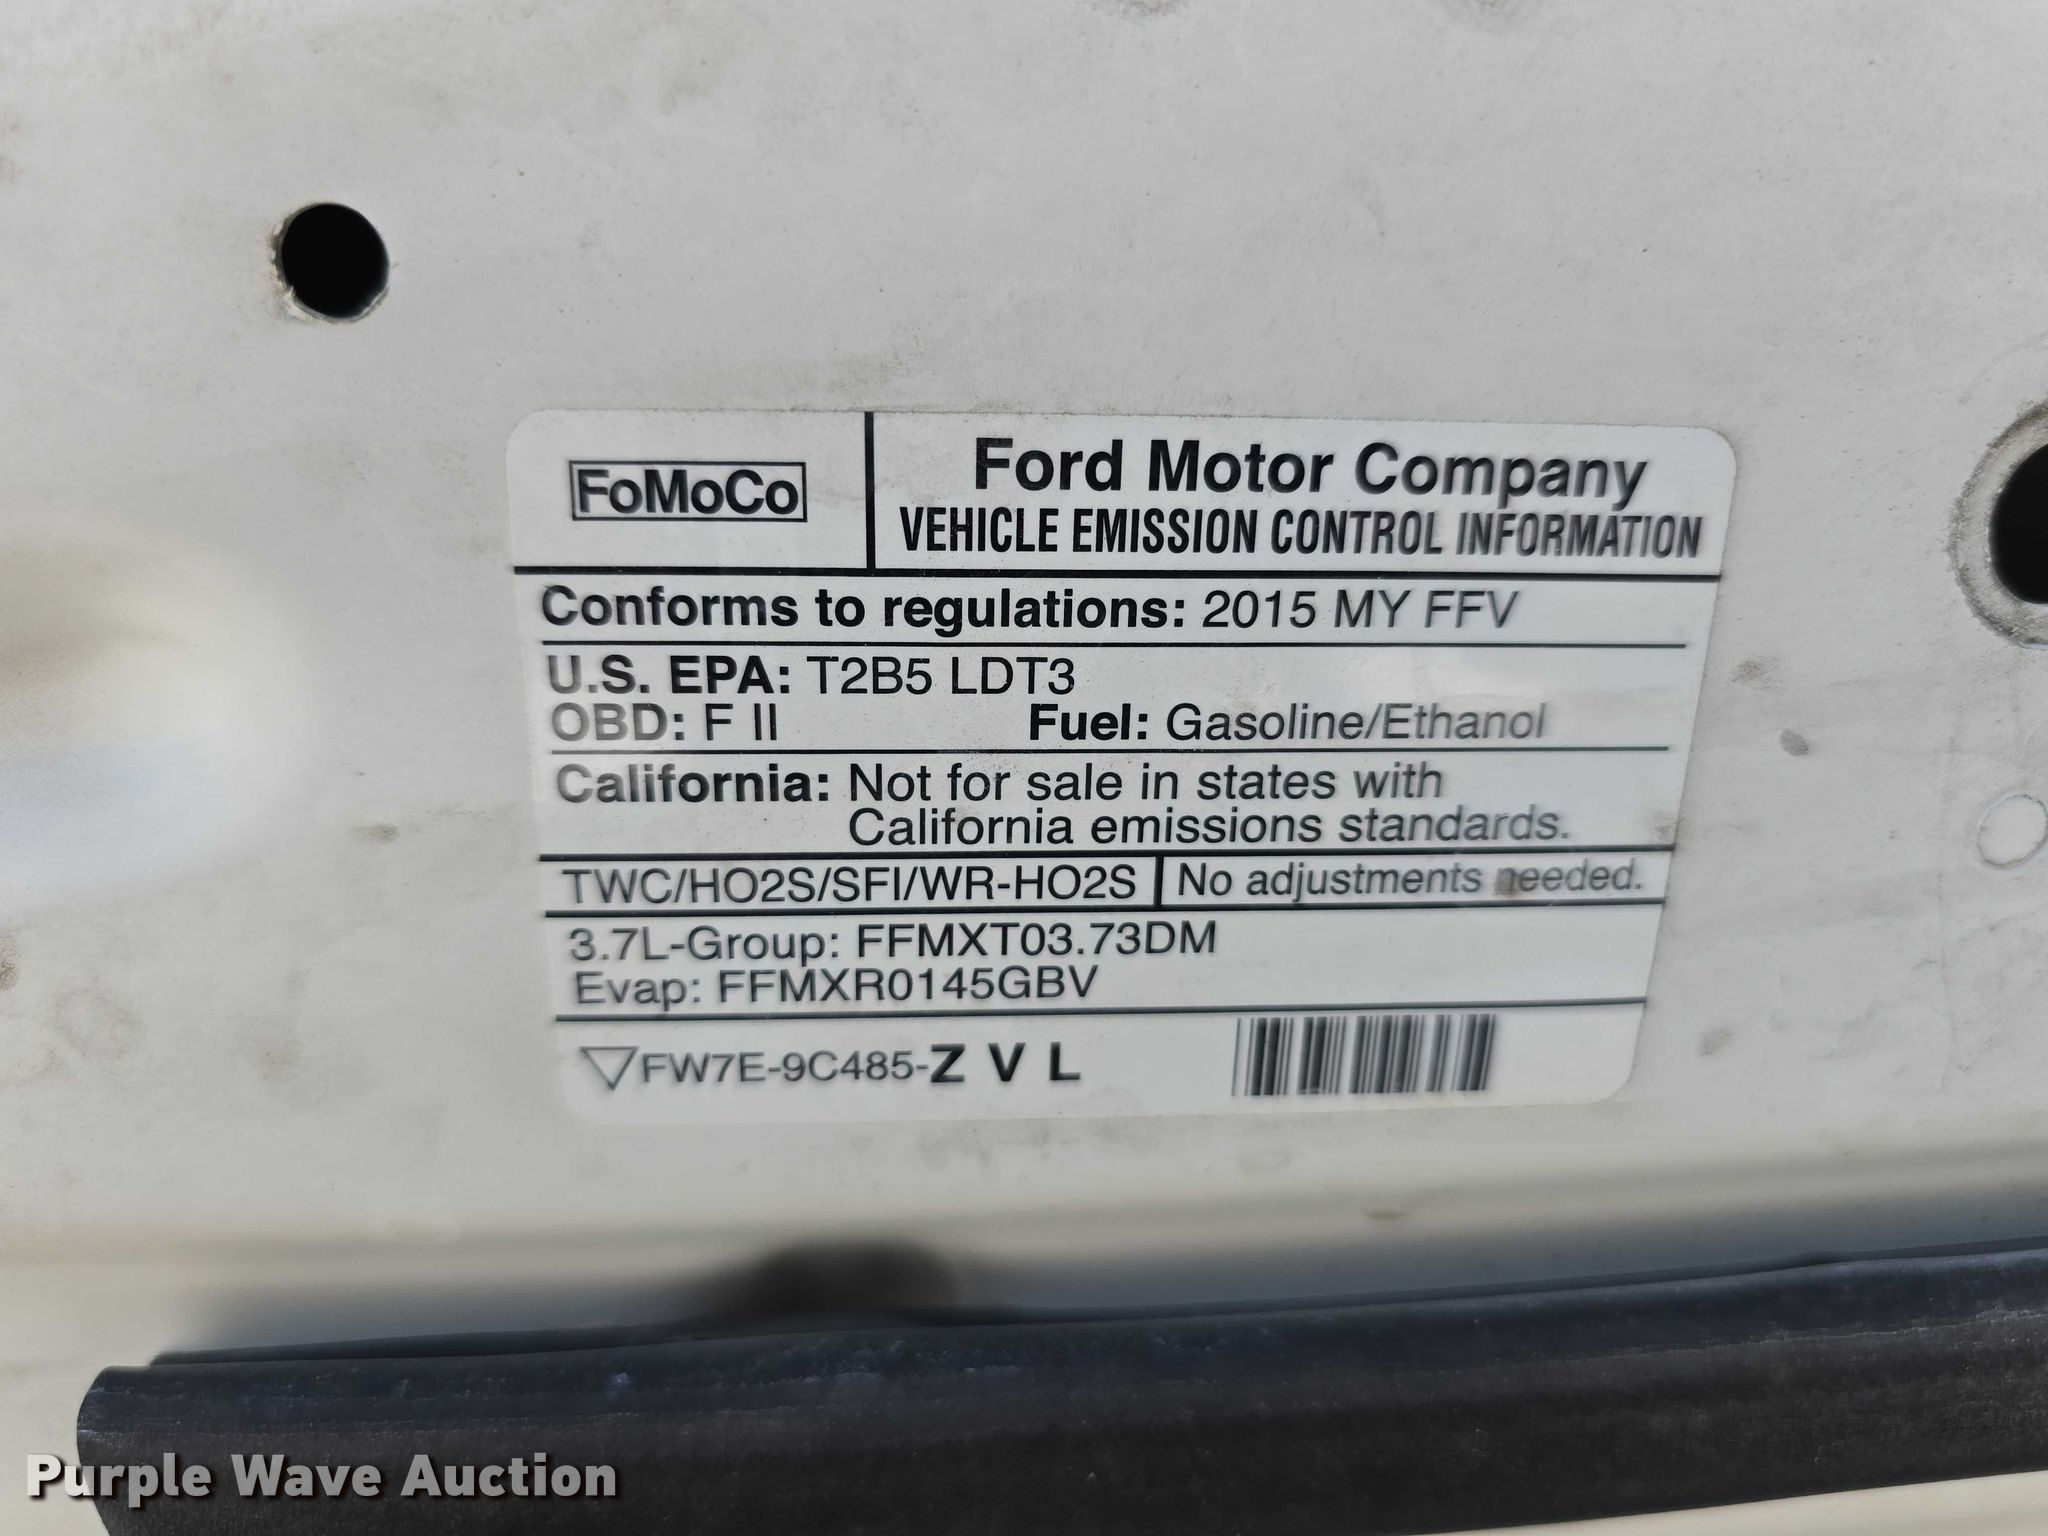 FoMoCo
Ford Motor Company
VEHICLE EMISSION CONTROL INFORMATION
Conforms to regulations: 2015 MY FFV
U.S. EPA: T2B5 LDT3
OBD: F II Fuel: Gasoline/Ethanol
California: Not for sale in states with
California emissions standards.
TWC/HO2S/SFI/WR-HO2S No adjustments needed.
3.7L-Group: FFMXT03.73DM
Evap: FFMXR0145GBV
FW7E-9C485-Z V L
Purple Wave Auction